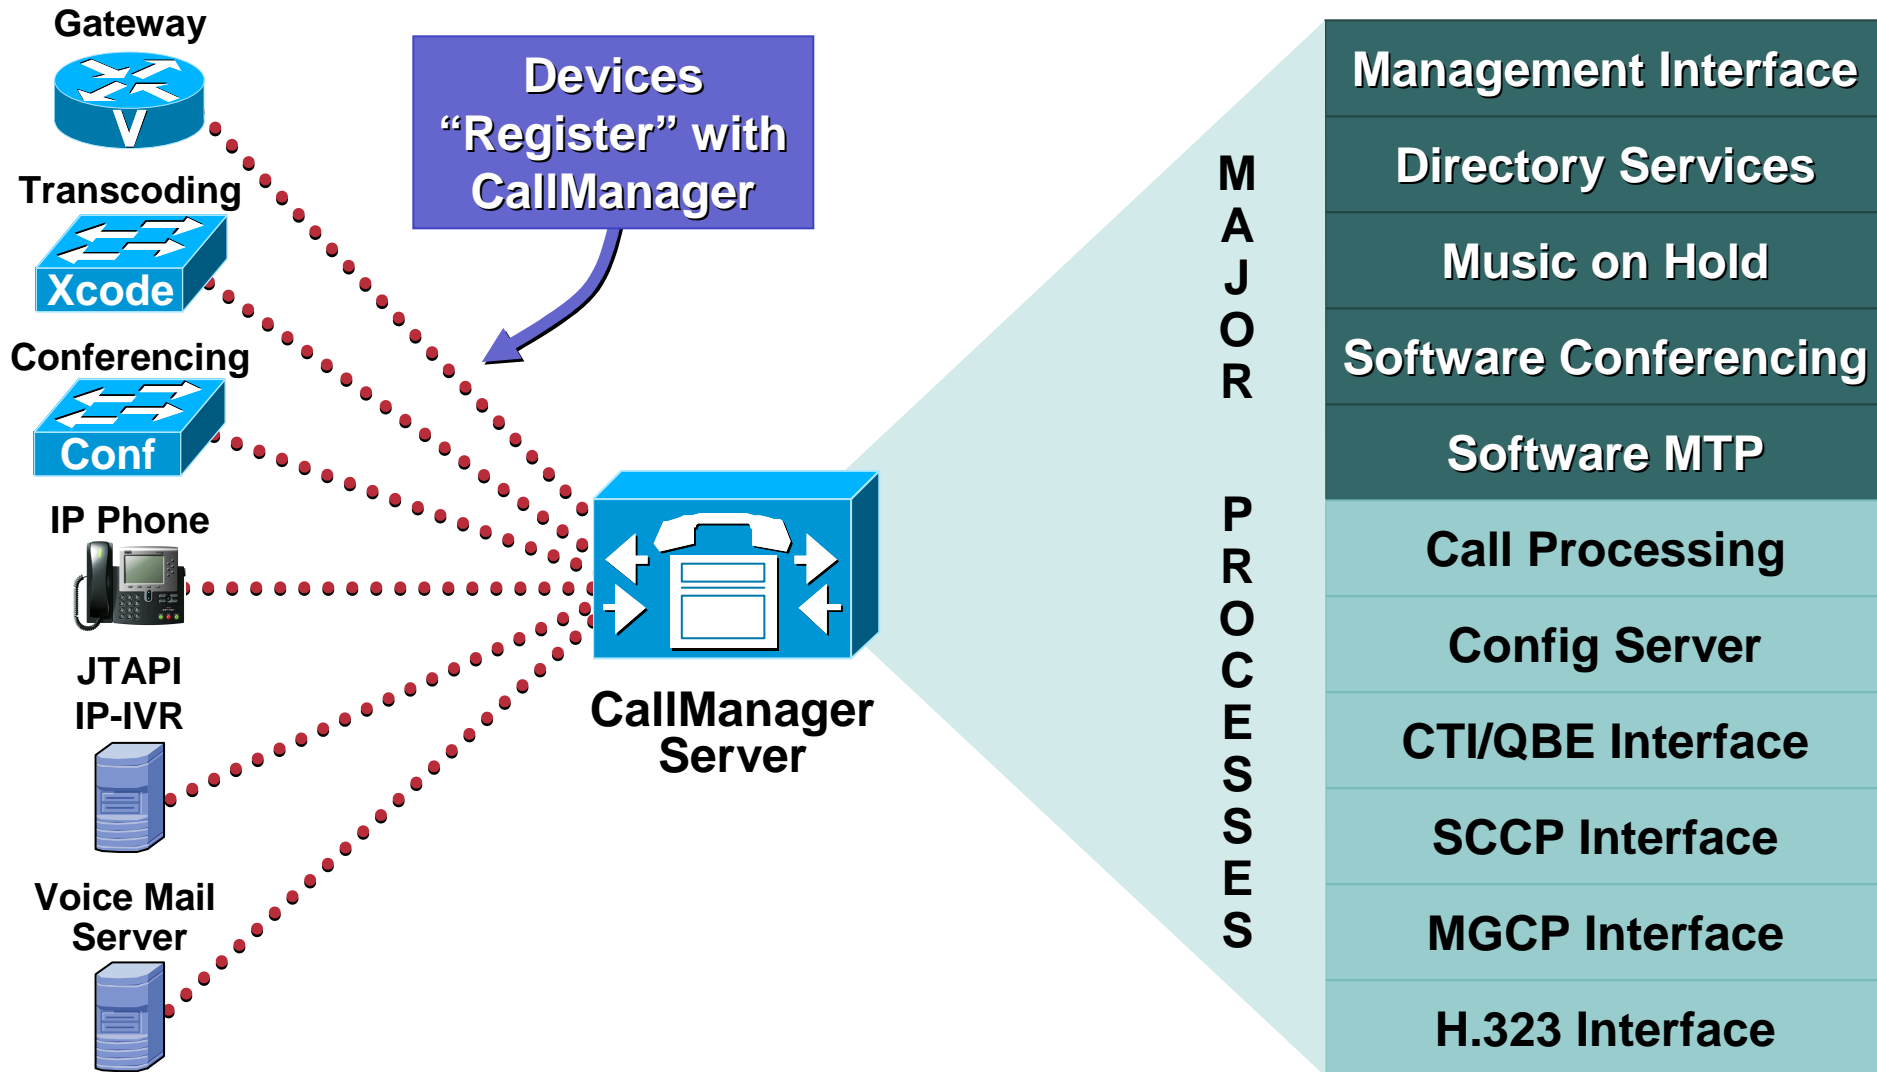 Gateway
V
Transcoding
Xcode
Conferencing
Conf
IP Phone
JTAPI
IP-IVR
Voice Mail
Server
Devices
“Register” with
CallManager
CallManager
Server
MAJOR
PROCESSES
Management Interface
Directory Services
Music on Hold
Software Conferencing
Software MTP
Call Processing
Config Server
CTI/QBE Interface
SCCP Interface
MGCP Interface
H.323 Interface